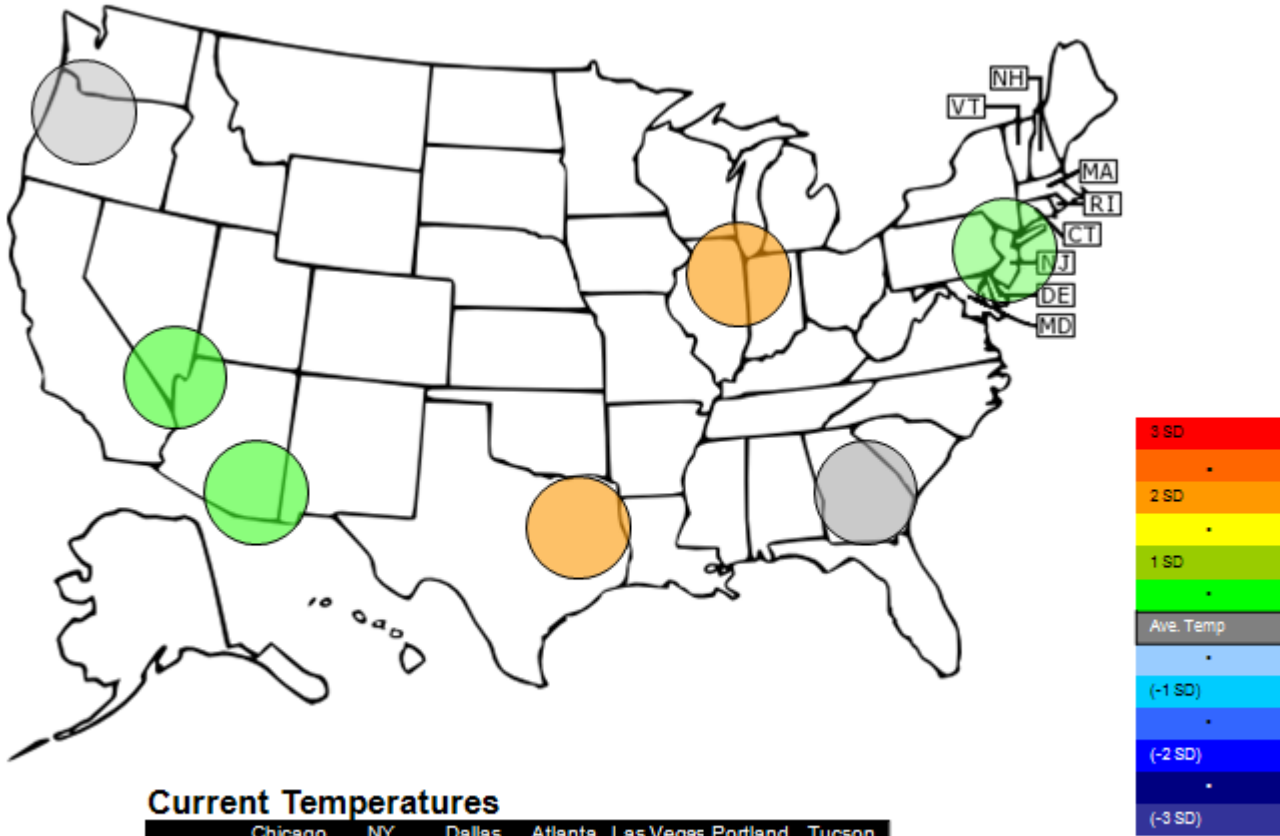 NH
VT
MA
RI
CT
NJ
DE
MD
3 SD
2 SD
1 SD
Ave. Temp
(-1 SD)
(-2 SD)
(-3 SD)
Current Temperatures
Chicago NY Dallas Atlanta Las Vegas Portland Tucson